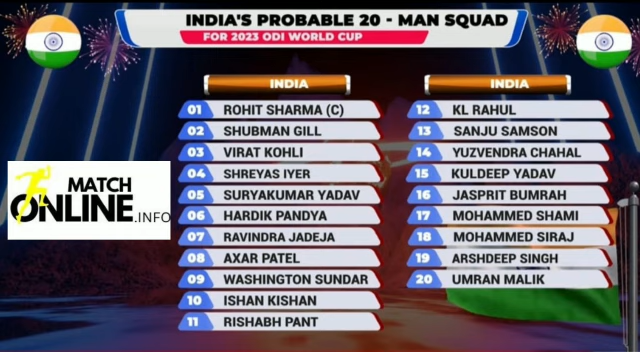 INDIA'S PROBABLE 20 - MAN SQUAD
FOR 2023 ODI WORLD CUP
INDIA
01 ROHIT SHARMA (C)
02 SHUBMAN GILL
03 VIRAT KOHLI
04 SHREYAS IYER
05 SURYAKUMAR YADAV
06 HARDIK PANDYA
07 RAVINDRA JADEJA
08 AXAR PATEL
09 WASHINGTON SUNDAR
10 ISHAN KISHAN
11 RISHABH PANT
INDIA
12 KL RAHUL
13 SANJU SAMSON
14 YUZVENDRA CHAHAL
15 KULDEEP YADAV
16 JASPRIT BUMRAH
17 MOHAMMED SHAMI
18 MOHAMMED SIRAJ
19 ARSHDEEP SINGH
20 UMRAN MALIK
MATCH
ONLINE.INFO